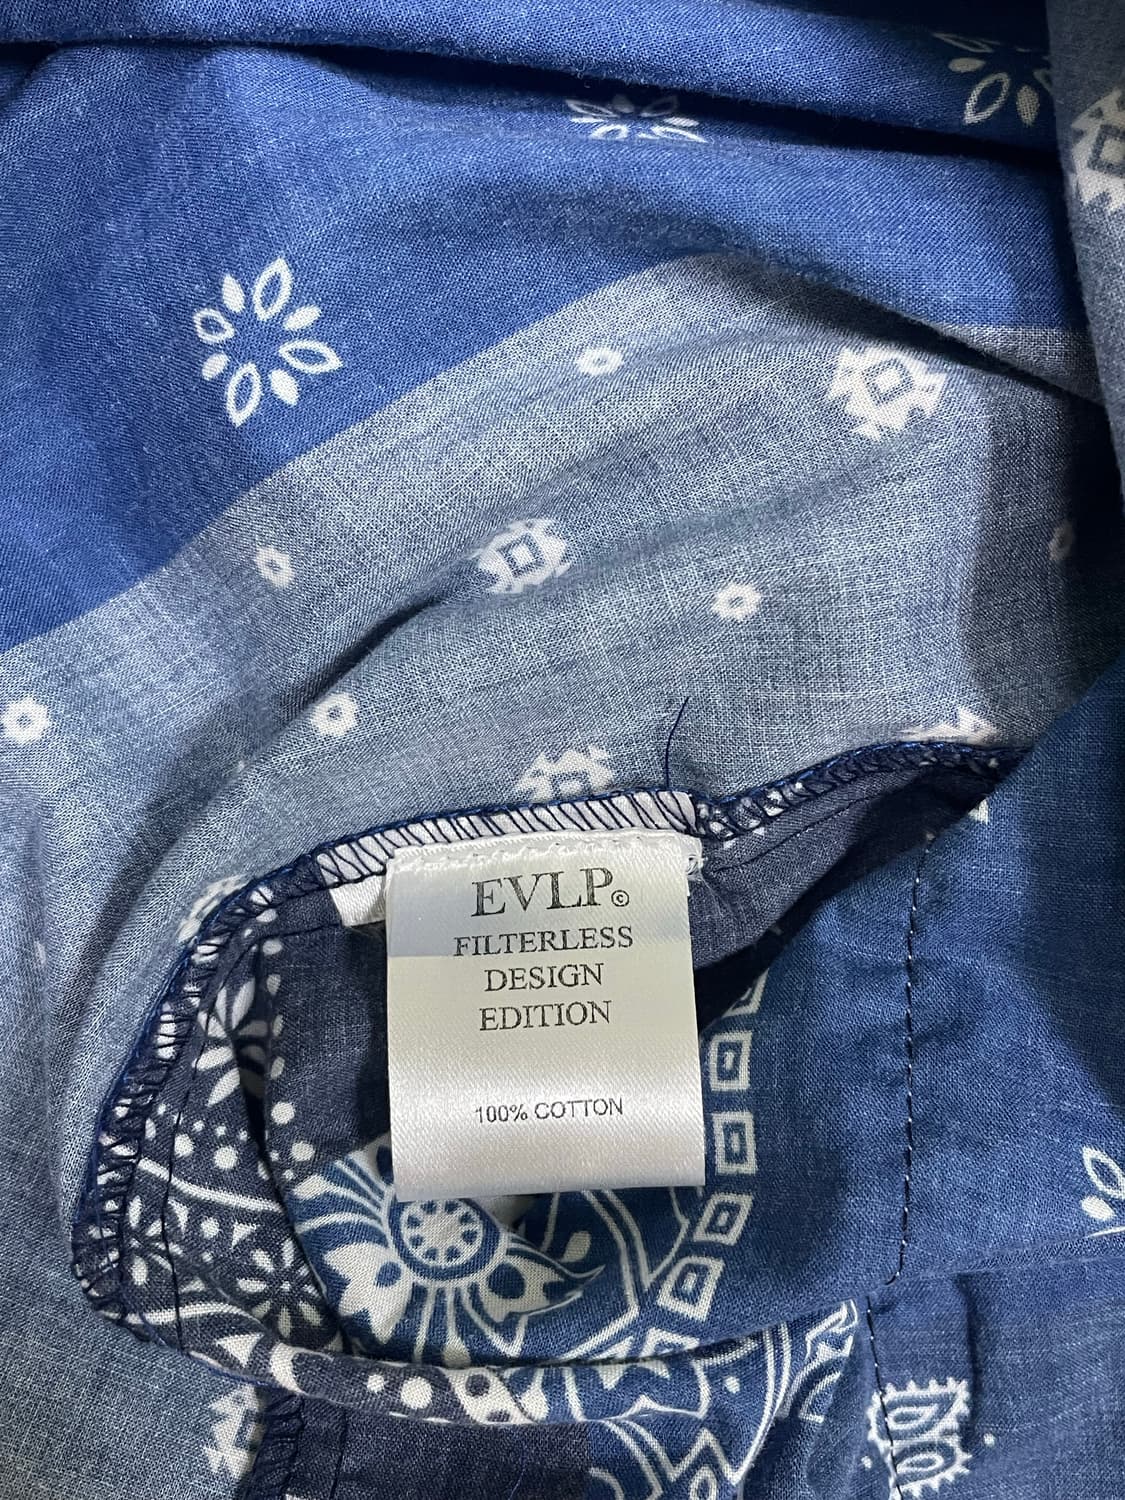 EVLP©
FILTERLESS
DESIGN
EDITION
100% COTTON